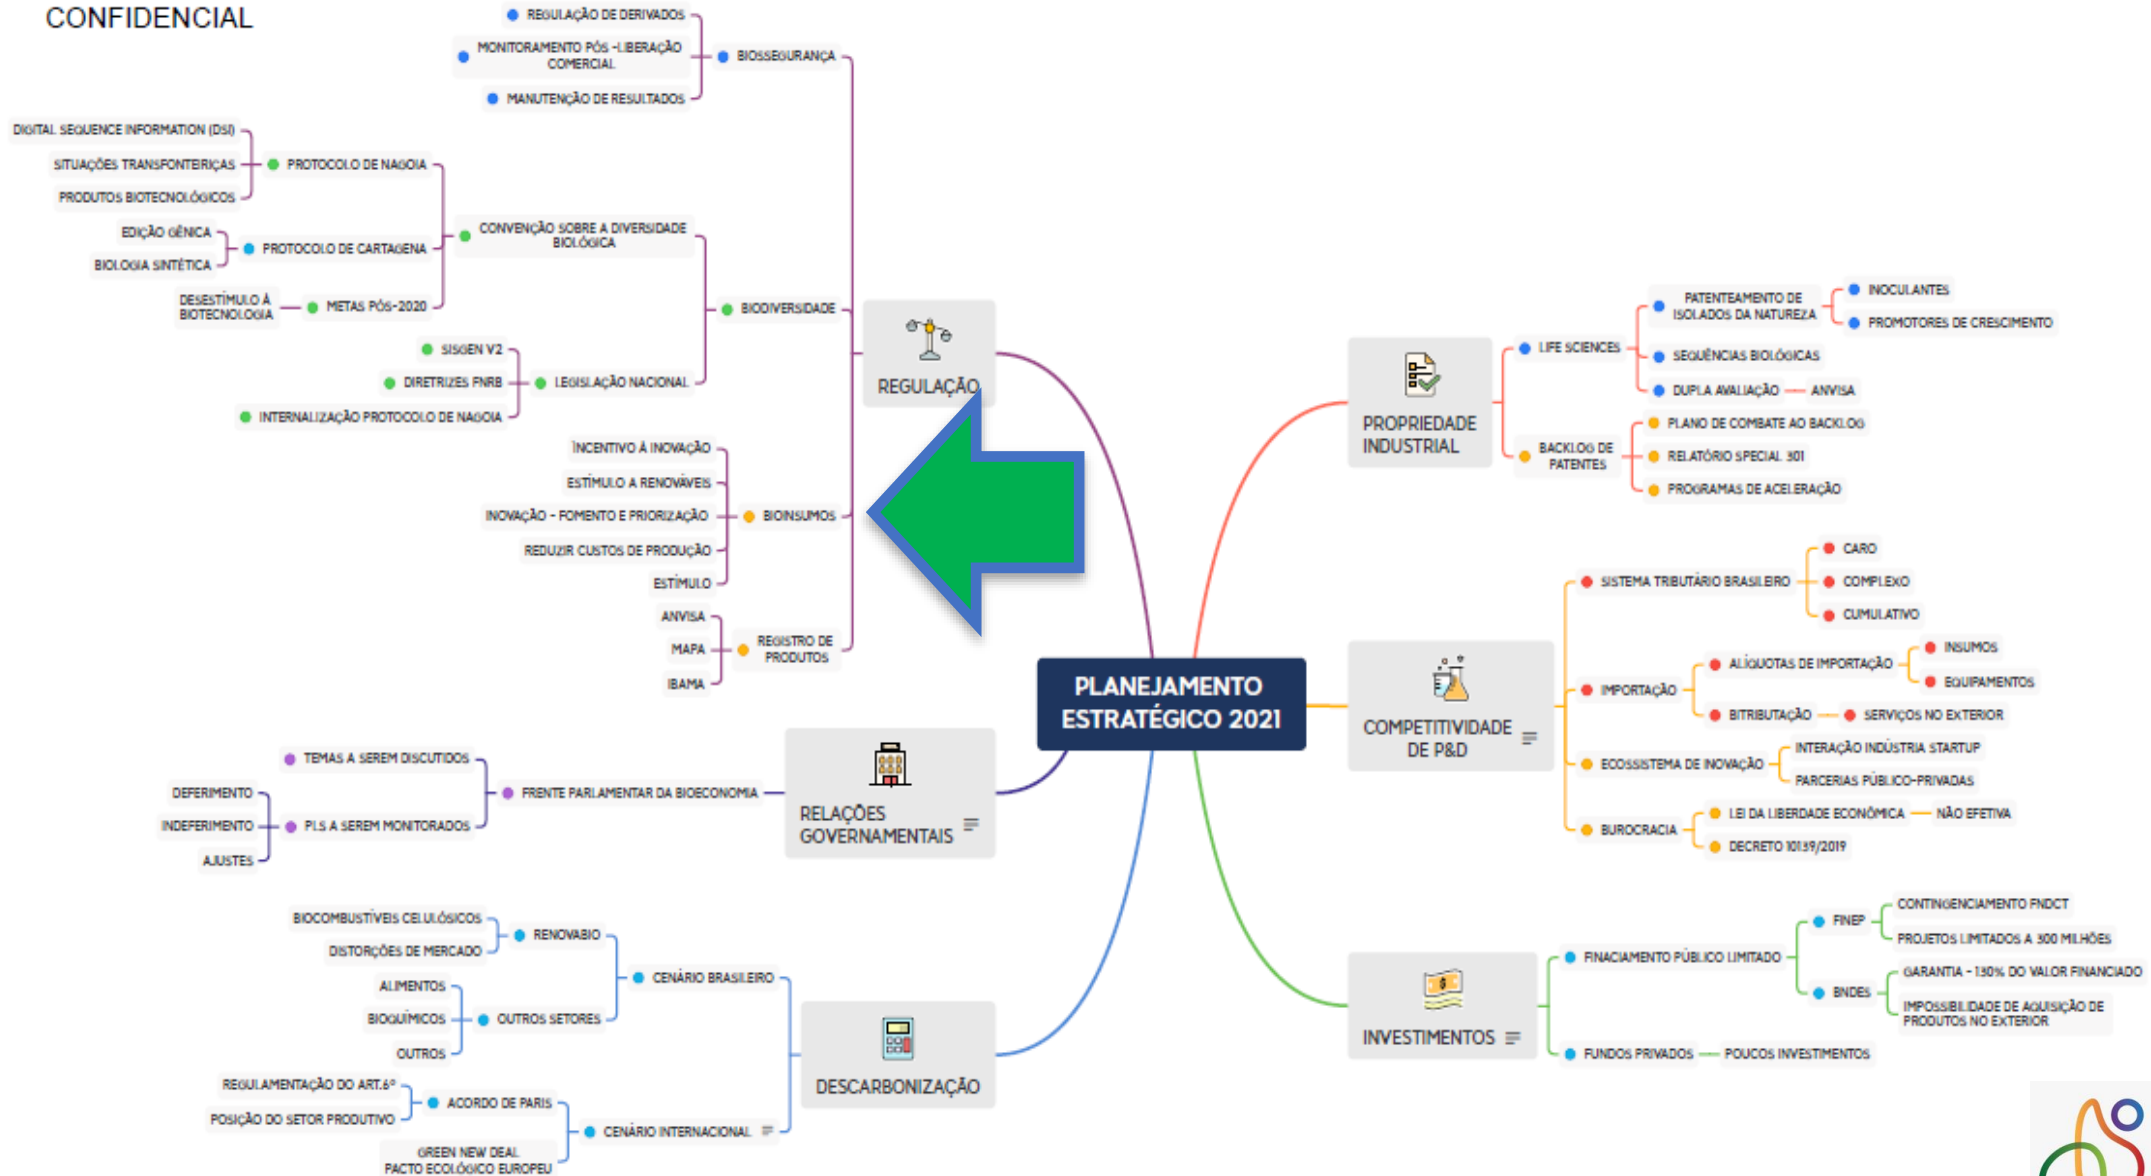 CONFIDENCIAL
REGULAÇÃO DE DERIVADOS
MONITORAMENTO PÓS -LIBERAÇÃO
COMERCIAL
MANUTENÇÃO DE RESULTADOS
BIOSSEGURANÇA
DIGITAL SEQUENCE INFORMATION (DSI)
SITUAÇÕES TRANSFONTEIRIÇAS
PRODUTOS BIOTECNOLÓGICOS
PROTOCOLO DE NAGOIA
EDIÇÃO GÊNICA
BIOLOGIA SINTÉTICA
PROTOCOLO DE CARTAGENA
DESESTÍMULO À
BIOTECNOLOGIA
METAS PÓS-2020
CONVENÇÃO SOBRE A DIVERSIDADE
BIOLÓGICA
BIODIVERSIDADE
SISGEN V2
DIRETRIZES FNRB
INTERNALIZAÇÃO PROTOCOLO DE NAGOIA
LEGISLAÇÃO NACIONAL
REGULAÇÃO
INCENTIVO À INOVAÇÃO
ESTÍMULO A RENOVÁVEIS
INOVAÇÃO - FOMENTO E PRIORIZAÇÃO
REDUZIR CUSTOS DE PRODUÇÃO
ESTÍMULO
BIOINSUMOS
ANVISA
MAPA
IBAMA
REGISTRO DE
PRODUTOS
PLANEJAMENTO
ESTRATÉGICO 2021
TEMAS A SEREM DISCUTIDOS
DEFERIMENTO
INDEFERIMENTO
AJUSTES
PLS A SEREM MONITORADOS
FRENTE PARLAMENTAR DA BIOECONOMIA
RELAÇÕES
GOVERNAMENTAIS
BIOCOMBUSTÍVEIS CELULÓSICOS
DISTORÇÕES DE MERCADO
RENOVABIO
ALIMENTOS
BIOQUÍMICOS
OUTROS
OUTROS SETORES
CENÁRIO BRASILEIRO
REGULAMENTAÇÃO DO ART.6º
POSIÇÃO DO SETOR PRODUTIVO
ACORDO DE PARIS
GREEN NEW DEAL
PACTO ECOLÓGICO EUROPEU
CENÁRIO INTERNACIONAL
DESCARBONIZAÇÃO
PROPRIEDADE
INDUSTRIAL
LIFE SCIENCES
PATENTEAMENTO DE
ISOLADOS DA NATUREZA
INOCULANTES
PROMOTORES DE CRESCIMENTO
SEQUÊNCIAS BIOLÓGICAS
DUPLA AVALIAÇÃO
ANVISA
BACKLOG DE
PATENTES
PLANO DE COMBATE AO BACKLOG
RELATÓRIO SPECIAL 301
PROGRAMAS DE ACELERAÇÃO
COMPETITIVIDADE
DE P&D
SISTEMA TRIBUTÁRIO BRASILEIRO
CARO
COMPLEXO
CUMULATIVO
IMPORTAÇÃO
ALÍQUOTAS DE IMPORTAÇÃO
INSUMOS
EQUIPAMENTOS
BITRIBUTAÇÃO
SERVIÇOS NO EXTERIOR
ECOSSISTEMA DE INOVAÇÃO
INTERAÇÃO INDÚSTRIA STARTUP
PARCERIAS PÚBLICO-PRIVADAS
BUROCRACIA
LEI DA LIBERDADE ECONÔMICA
NÃO EFETIVA
DECRETO 10139/2019
INVESTIMENTOS
FINACIAMENTO PÚBLICO LIMITADO
FINEP
CONTINGENCIAMENTO FNDCT
PROJETOS LIMITADOS A 300 MILHÕES
BNDES
GARANTIA - 130% DO VALOR FINANCIADO
IMPOSSIBILIDADE DE AQUISIÇÃO DE
PRODUTOS NO EXTERIOR
FUNDOS PRIVADOS
POUCOS INVESTIMENTOS